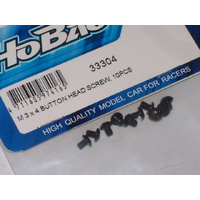 HOBAO
33304
M 3 x 4 BUTTON HEAD SCREW, 10PCS
HIGH QUALITY MODEL CAR FOR RACERS